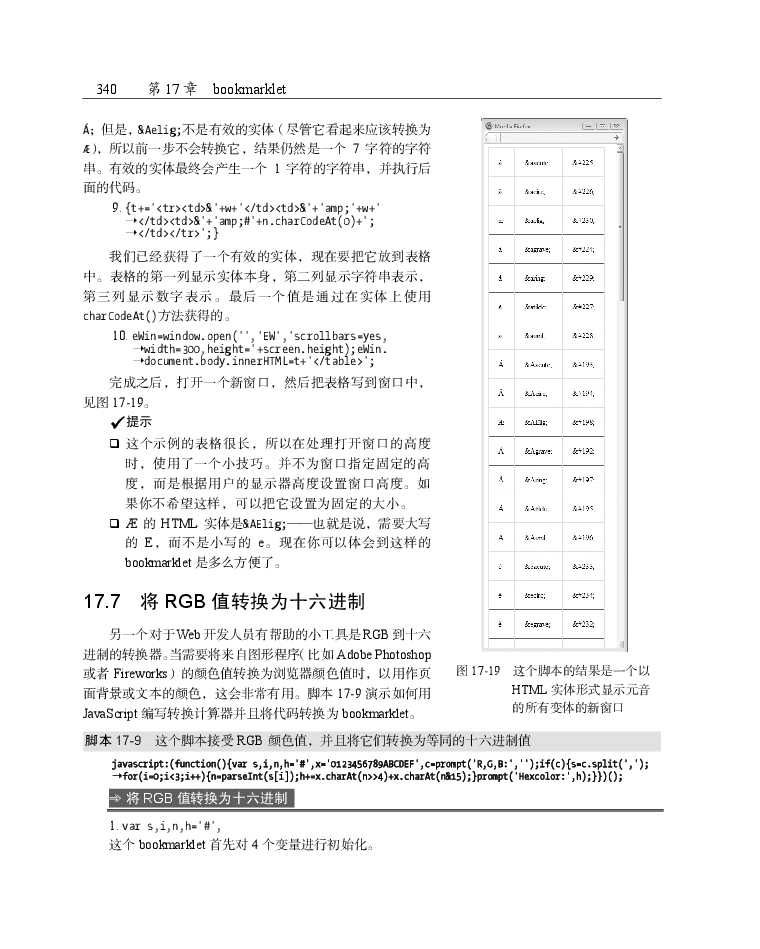 340 第 17 章 bookmarklet
Á；但是，&Aelig;不是有效的实体（尽管它看起来应该转换为
Æ），所以前一步不会转换它，结果仍然是一个 7 字符的字符
串。有效的实体最终会产生一个 1 字符的字符串，并执行后
面的代码。
9. {t+='<tr><td>&'+w+'</td><td>&'+'amp;'+w+'
→</td><td>&'+'amp;#'+n.charCodeAt(0)+';
→</td></tr>';}
我们已经获得了一个有效的实体，现在要把它放到表格
中。表格的第一列显示实体本身，第二列显示字符串表示，
第三列显示数字表示。最后一个值是通过在实体上使用
charCodeAt()方法获得的。
10. eWin=window.open('','EW','scrollbars=yes,
→width=300,height='+screen.height);eWin.
→document.body.innerHTML=t+'</table>';
完成之后，打开一个新窗口，然后把表格写到窗口中，
见图 17-19。
✓提示
❑ 这个示例的表格很长，所以在处理打开窗口的高度
时，使用了一个小技巧。并不为窗口指定固定的高
度，而是根据用户的显示器高度设置窗口高度。如
果你不希望这样，可以把它设置为固定的大小。
❑ Æ 的 HTML 实体是&AElig;——也就是说，需要大写
的 E，而不是小写的 e。现在你可以体会到这样的
bookmarklet 是多么方便了。
17.7 将 RGB 值转换为十六进制
另一个对于Web 开发人员有帮助的小工具是RGB 到十六
进制的转换器。当需要将来自图形程序（比如 Adobe Photoshop
或者 Fireworks）的颜色值转换为浏览器颜色值时，以用作页
面背景或文本的颜色，这会非常有用。脚本 17-9 演示如何用
JavaScript 编写转换计算器并且将代码转换为 bookmarklet。
Mozilla Firefox
á &aacute; &#225;
â &acirc; &#226;
æ &aelig; &#230;
à &agrave; &#224;
å &aring; &#229;
ã &atilde; &#227;
ä &auml; &#228;
Á &Aacute; &#193;
Â &Acirc; &#194;
Æ &AElig; &#198;
À &Agrave; &#192;
Å &Aring; &#197;
Ã &Atilde; &#195;
Ä &Auml; &#196;
é &eacute; &#233;
ê &ecirc; &#234;
è &egrave; &#232;
图 17-19 这个脚本的结果是一个以
HTML 实体形式显示元音
的所有变体的新窗口
脚本 17-9 这个脚本接受 RGB 颜色值，并且将它们转换为等同的十六进制值
javascript:(function(){var s,i,n,h='#',x='0123456789ABCDEF',c=prompt('R,G,B:','');if(c){s=c.split(',');
→for(i=0;i<3;i++){n=parseInt(s[i]);h+=x.charAt(n>>4)+x.charAt(n&15);}prompt('Hexcolor:',h);}})();
➾ 将 RGB 值转换为十六进制
1. var s,i,n,h='#',
这个 bookmarklet 首先对 4 个变量进行初始化。